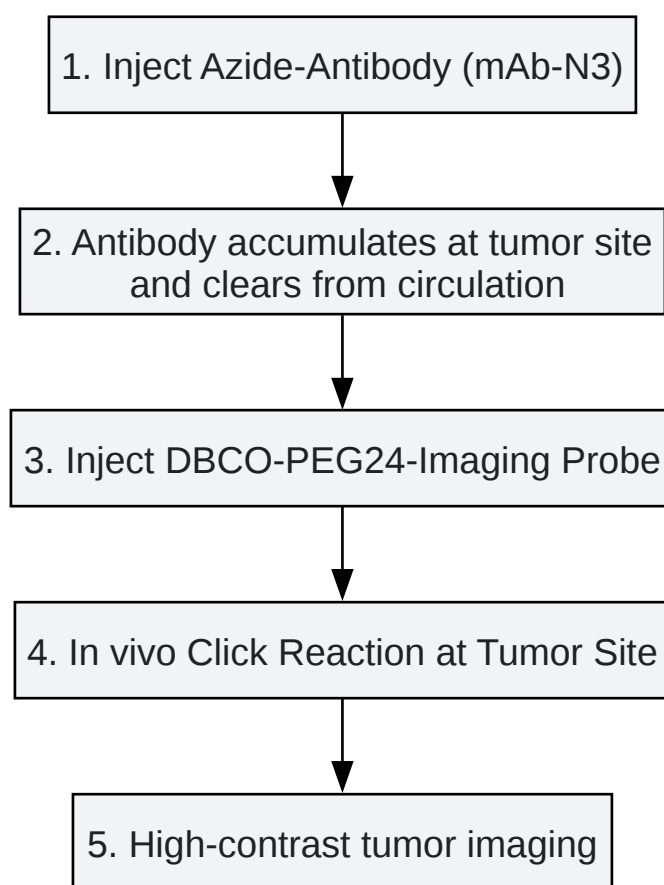 1. Inject Azide-Antibody (mAb-N3)
2. Antibody accumulates at tumor site
and clears from circulation
3. Inject DBCO-PEG24-Imaging Probe
4. In vivo Click Reaction at Tumor Site
5. High-contrast tumor imaging